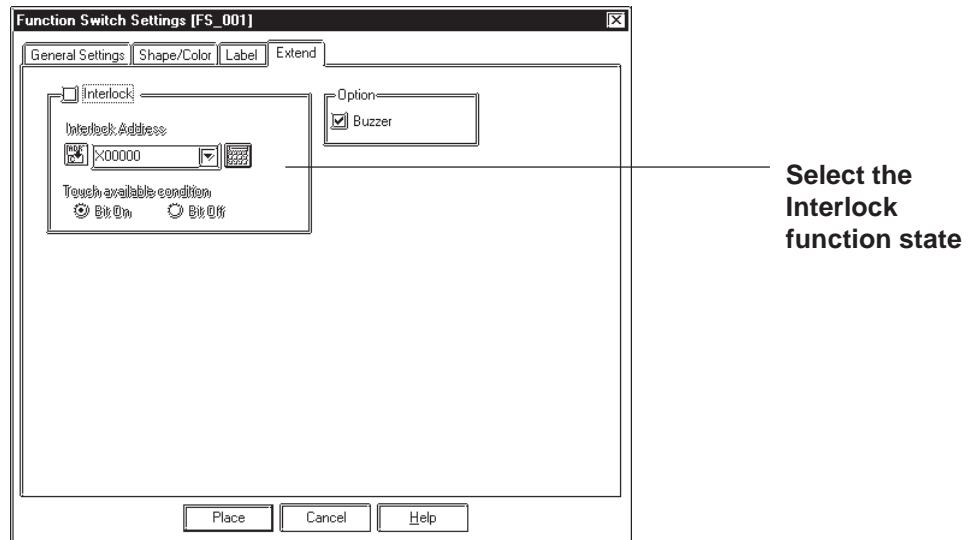 Function Switch Settings [FS_001]
General Settings Shape/Color Label Extend
Interlock
Option
Buzzer
Interlock Address
X00000
Touch available condition
Bit On Bit Off
Select the
Interlock
function state
Place Cancel Help